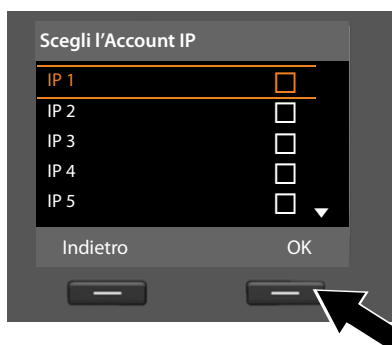 Scegli l'Account IP
IP 1
IP 2
IP 3
IP 4
IP 5
Indietro OK